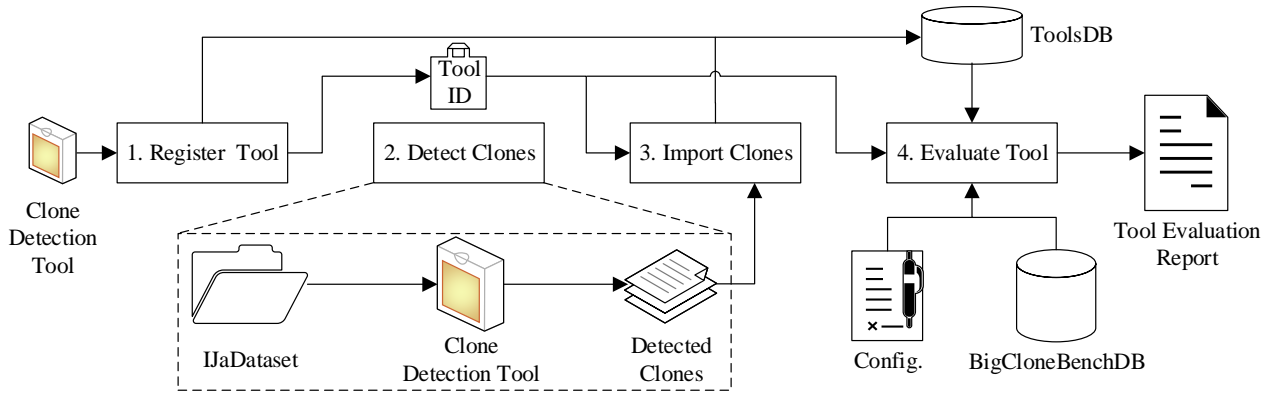 ToolsDB
Tool
ID
1. Register Tool
2. Detect Clones
3. Import Clones
4. Evaluate Tool
Clone
Detection
Tool
Tool Evaluation
Report
IJaDataset
Clone
Detection Tool
Detected
Clones
Config.
BigCloneBenchDB